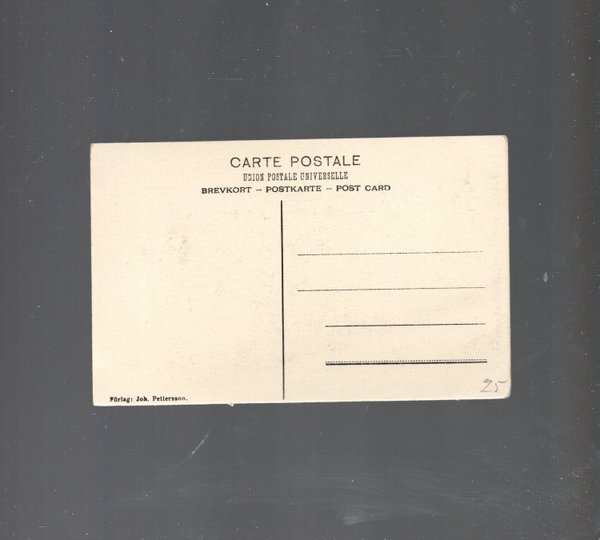 CARTE POSTALE
UNION POSTALE UNIVERSELLE
BREVKORT – POSTKARTE – POST CARD
Förlag: Joh. Pettersson.
25